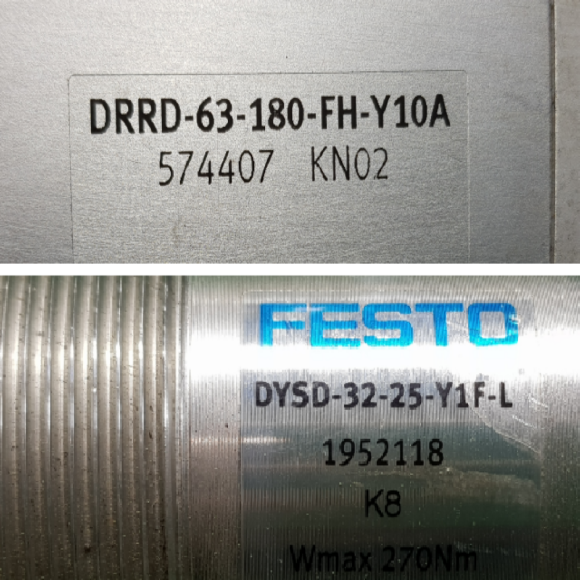 DRRD-63-180-FH-Y10A
574407 KN02
FESTO
DYSD-32-25-Y1F-L
1952118
K8
Wmax 270Nm